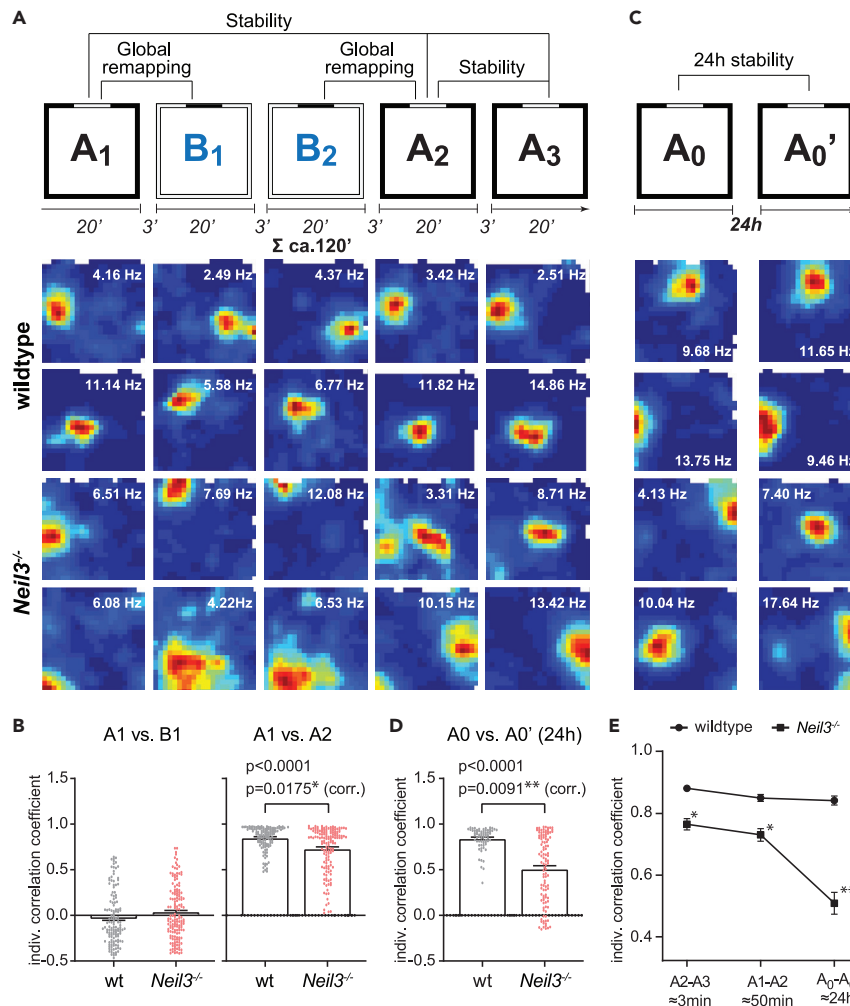 A
Stability
Global remapping
Global remapping
Stability
A1 B1 B2 A2 A3
20' 3' 20' 3' 20' 3' 20' 3' 20'
Σ ca.120'
C
24h stability
A0 A0'
24h
wildtype
4.16 Hz 2.49 Hz 4.37 Hz 3.42 Hz 2.51 Hz
11.14 Hz 5.58 Hz 6.77 Hz 11.82 Hz 14.86 Hz
9.68 Hz 11.65 Hz
13.75 Hz 9.46 Hz
Neil3-/-
6.51 Hz 7.69 Hz 12.08 Hz 3.31 Hz 8.71 Hz
6.08 Hz 4.22Hz 6.53 Hz 10.15 Hz 13.42 Hz
4.13 Hz 7.40 Hz
10.04 Hz 17.64 Hz
B
A1 vs. B1
A1 vs. A2
indiv. correlation coefficient
1.5
1.0
0.5
0.0
-0.5
p<0.0001
p=0.0175* (corr.)
wt Neil3-/- wt Neil3-/-
D
A0 vs. A0' (24h)
indiv. correlation coefficient
1.5
1.0
0.5
0.0
-0.5
p<0.0001
p=0.0091** (corr.)
wt Neil3-/-
E
wildtype Neil3-/-
indiv. correlation coefficient
1.0
0.8
0.6
0.4
*
*
**
A2-A3 A1-A2
≈3min ≈50min ≈24h